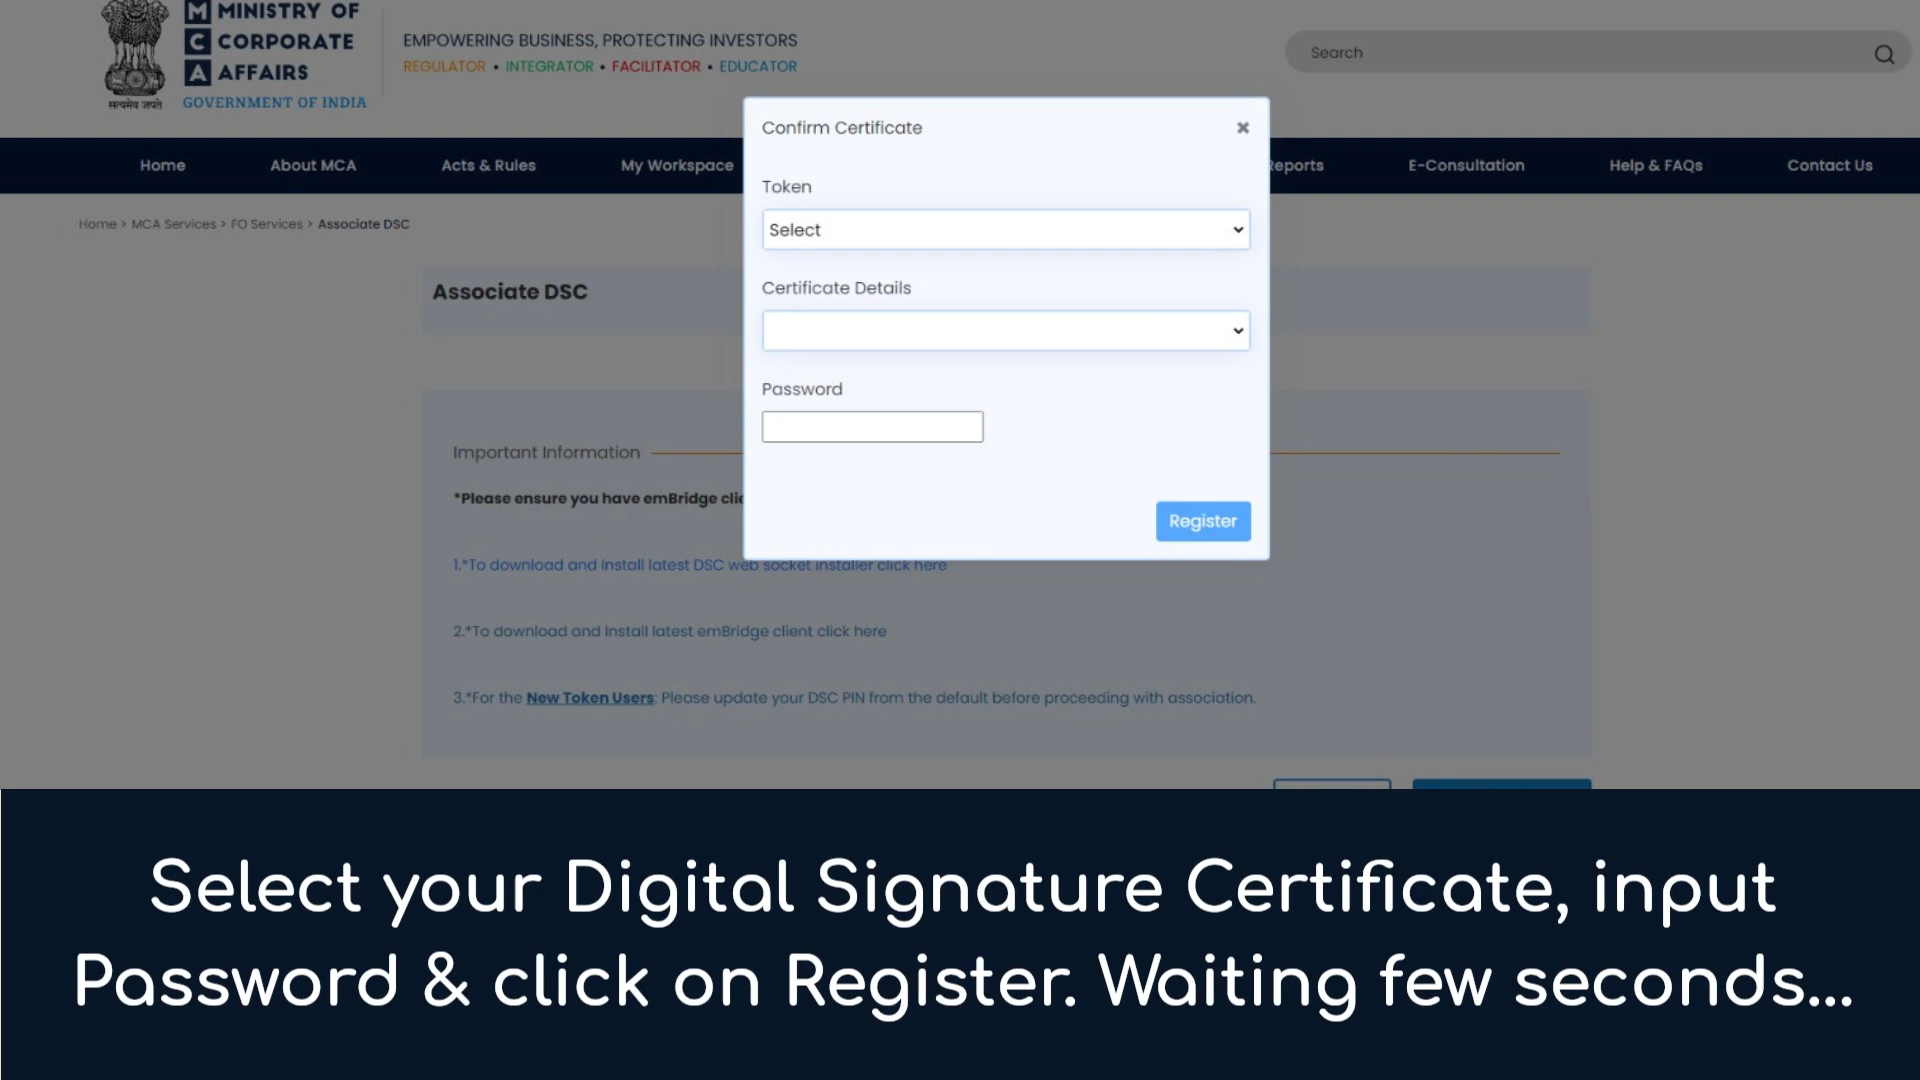 MINISTRY OF
CORPORATE
AFFAIRS
सत्यमेव जयते
GOVERNMENT OF INDIA
EMPOWERING BUSINESS, PROTECTING INVESTORS
REGULATOR • INTEGRATOR • FACILITATOR • EDUCATOR
Search
Home About MCA Acts & Rules My Workspace Reports E-Consultation Help & FAQs Contact Us
Home > MCA Services > FO Services > Associate DSC
Associate DSC
Confirm Certificate ✖
Token
Select
Certificate Details
Password
Register
Important Information
*Please ensure you have emBridge clie
1.*To download and Install latest DSC web socket installer click here
2.*To download and Install latest emBridge client click here
3.*For the New Token Users: Please update your DSC PIN from the default before proceeding with association.
Select your Digital Signature Certificate, input
Password & click on Register. Waiting few seconds...